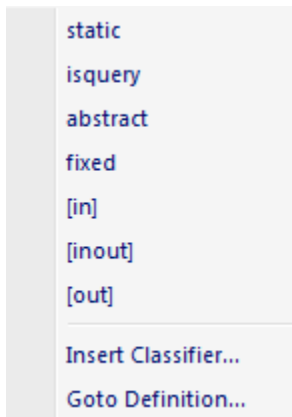 static
isquery
abstract
fixed
[in]
[inout]
[out]
Insert Classifier...
Goto Definition...